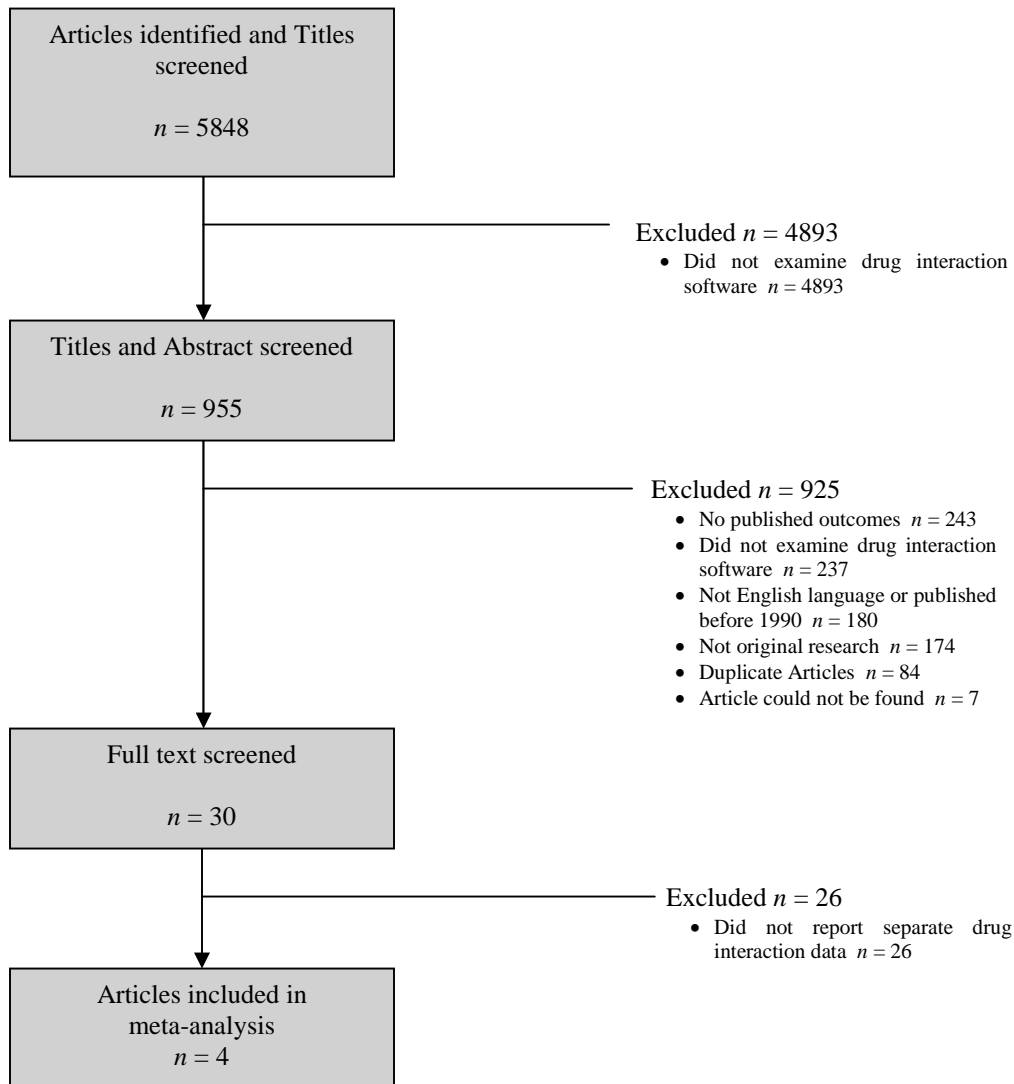 Articles identified and Titles
screened
n = 5848
Excluded n = 4893
• Did not examine drug interaction
software n = 4893
Titles and Abstract screened
n = 955
Excluded n = 925
• No published outcomes n = 243
• Did not examine drug interaction
software n = 237
• Not English language or published
before 1990 n = 180
• Not original research n = 174
• Duplicate Articles n = 84
• Article could not be found n = 7
Full text screened
n = 30
Excluded n = 26
• Did not report separate drug
interaction data n = 26
Articles included in
meta-analysis
n = 4